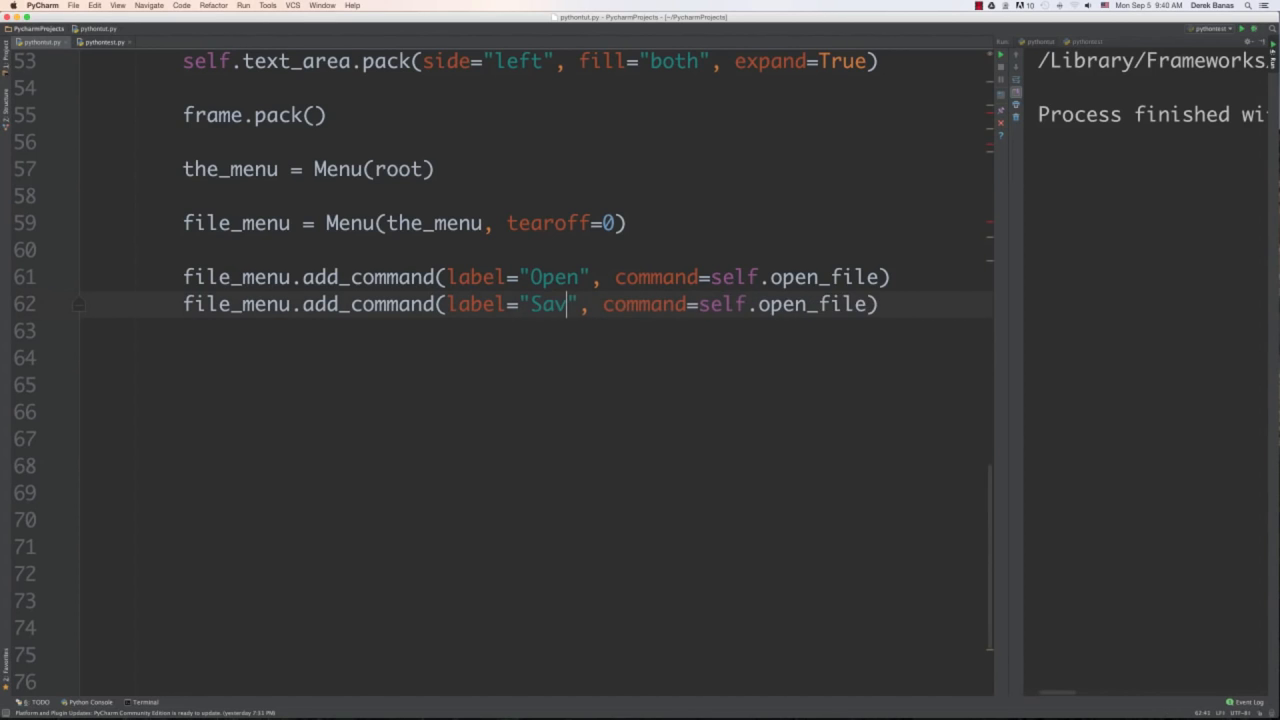 PyCharm File Edit View Navigate Code Refactor Run Tools VCS Window Help 10 Mon Sep 5 9:40 AM Derek Banas
pythontut.py - PycharmProjects - [~/PycharmProjects]
PycharmProjects pythontut.py pythontest
pythontut.py pythontest.py Run: pythontut pythontest
53 self.text_area.pack(side="left", fill="both", expand=True)
54
55 frame.pack()
56
57 the_menu = Menu(root)
58
59 file_menu = Menu(the_menu, tearoff=0)
60
61 file_menu.add_command(label="Open", command=self.open_file)
62 file_menu.add_command(label="Sav", command=self.open_file)
63
64
65
66
67
68
69
70
71
72
73
74
75
76
/Library/Frameworks
Process finished wi
1: Project
7: Structure
2: Favorites
Run
6: TODO Python Console Terminal Event Log
Platform and Plugin Updates: PyCharm Community Edition is ready to update. (yesterday 7:51 PM) 62:41 LF÷ UTF-8÷